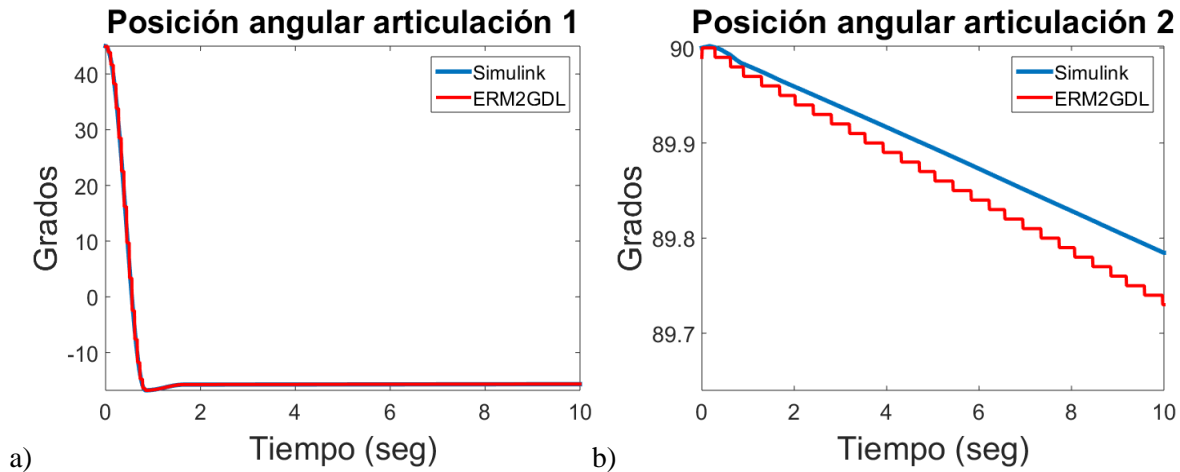 Posición angular articulación 1
Grados
40
30
20
10
0
-10
0 2 4 6 8 10
Tiempo (seg)
Simulink
ERM2GDL
a)
Posición angular articulación 2
Grados
90
89.9
89.8
89.7
0 2 4 6 8 10
Tiempo (seg)
Simulink
ERM2GDL
b)